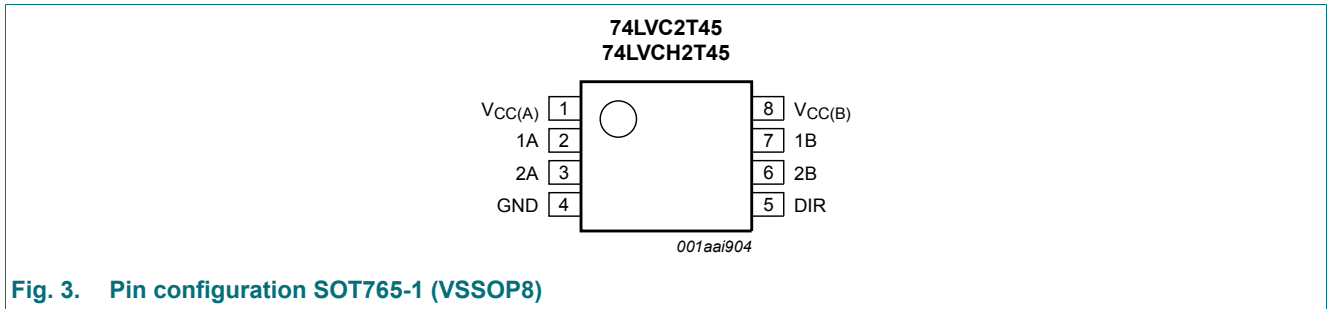 74LVC2T45
74LVCH2T45
VCC(A) 1 8 VCC(B)
1A 2 7 1B
2A 3 6 2B
GND 4 5 DIR
001aai904
Fig. 3. Pin configuration SOT765-1 (VSSOP8)